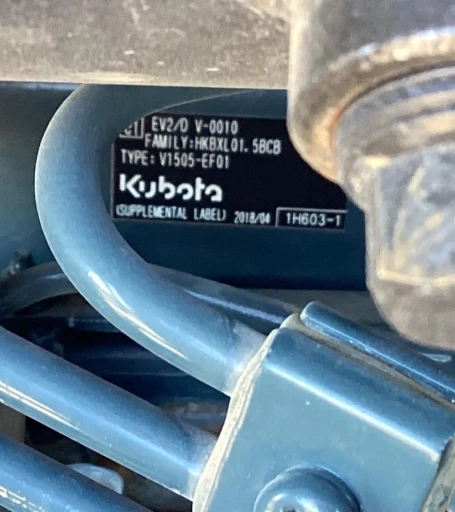 EV2/D V-0010
FAMILY:HKBXL01.5BCB
TYPE: V1505-EF01
Kubota
(SUPPLEMENTAL LABEL) 2018/04 1H603-1